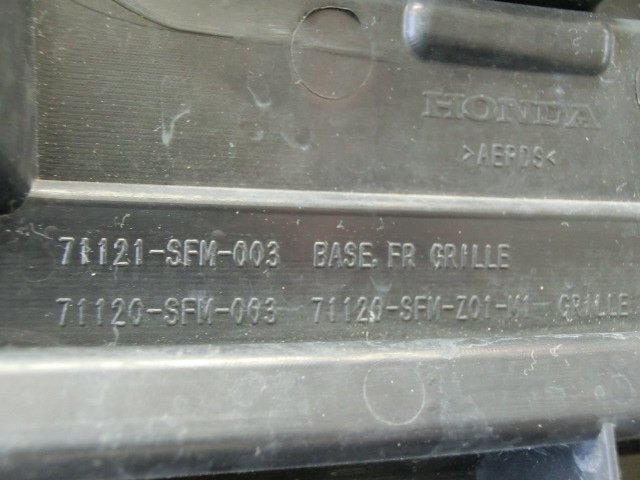 HONDA
>AEPDS<
71121-SFM-003 BASE, FR GRILLE
71120-SFM-003 71120-SFM-Z01-M1 GRILLE